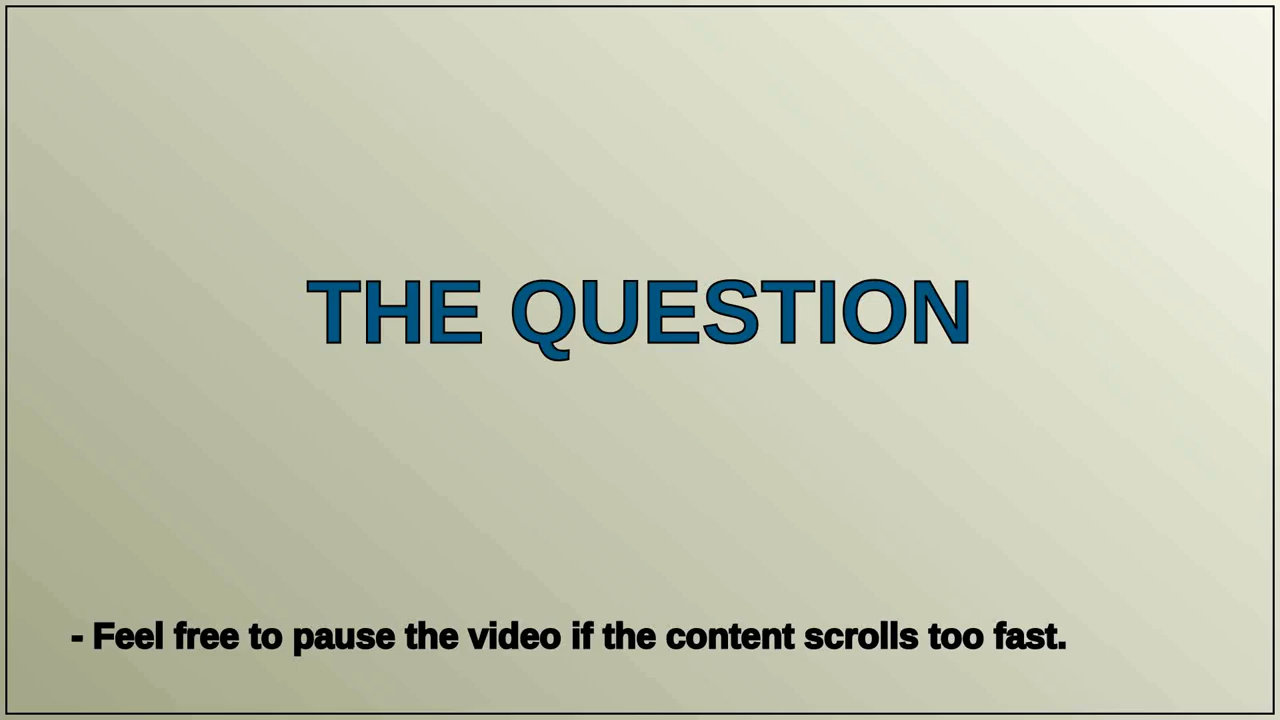 THE QUESTION
- Feel free to pause the video if the content scrolls too fast.